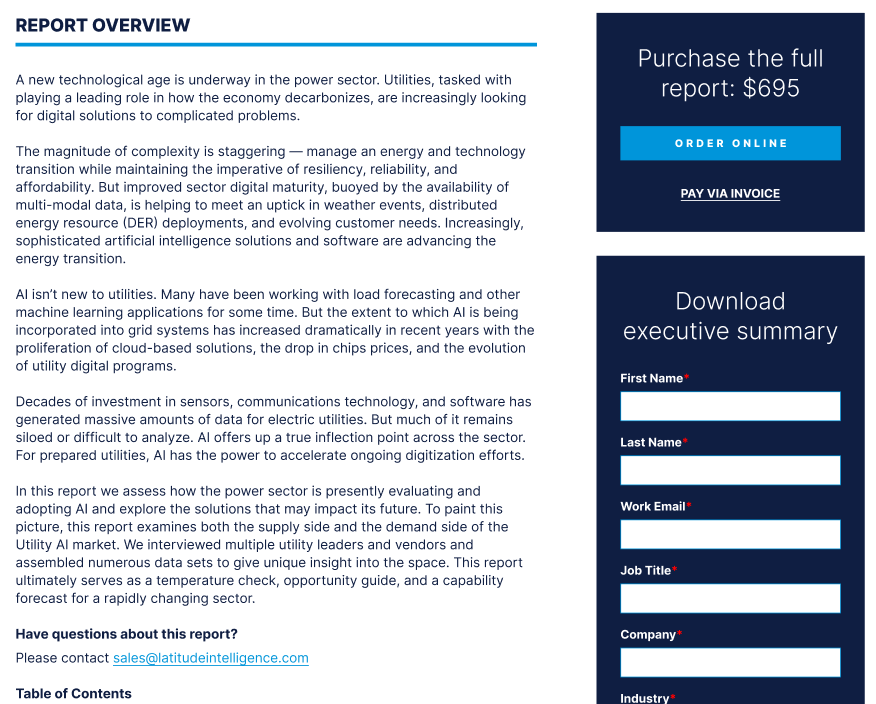 REPORT OVERVIEW
A new technological age is underway in the power sector. Utilities, tasked with
playing a leading role in how the economy decarbonizes, are increasingly looking
for digital solutions to complicated problems.
The magnitude of complexity is staggering — manage an energy and technology
transition while maintaining the imperative of resiliency, reliability, and
affordability. But improved sector digital maturity, buoyed by the availability of
multi-modal data, is helping to meet an uptick in weather events, distributed
energy resource (DER) deployments, and evolving customer needs. Increasingly,
sophisticated artificial intelligence solutions and software are advancing the
energy transition.
AI isn’t new to utilities. Many have been working with load forecasting and other
machine learning applications for some time. But the extent to which AI is being
incorporated into grid systems has increased dramatically in recent years with the
proliferation of cloud-based solutions, the drop in chips prices, and the evolution
of utility digital programs.
Decades of investment in sensors, communications technology, and software has
generated massive amounts of data for electric utilities. But much of it remains
siloed or difficult to analyze. AI offers up a true inflection point across the sector.
For prepared utilities, AI has the power to accelerate ongoing digitization efforts.
In this report we assess how the power sector is presently evaluating and
adopting AI and explore the solutions that may impact its future. To paint this
picture, this report examines both the supply side and the demand side of the
Utility AI market. We interviewed multiple utility leaders and vendors and
assembled numerous data sets to give unique insight into the space. This report
ultimately serves as a temperature check, opportunity guide, and a capability
forecast for a rapidly changing sector.
Have questions about this report?
Please contact sales@latitudeintelligence.com
Table of Contents
Purchase the full
report: $695
ORDER ONLINE
PAY VIA INVOICE
Download
executive summary
First Name*
Last Name*
Work Email*
Job Title*
Company*
Industry*